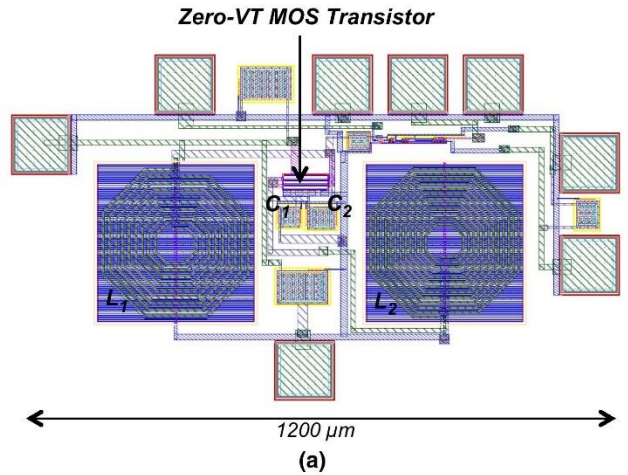 Zero-VT MOS Transistor
C1 C2
L1 L2
1200 µm
(a)